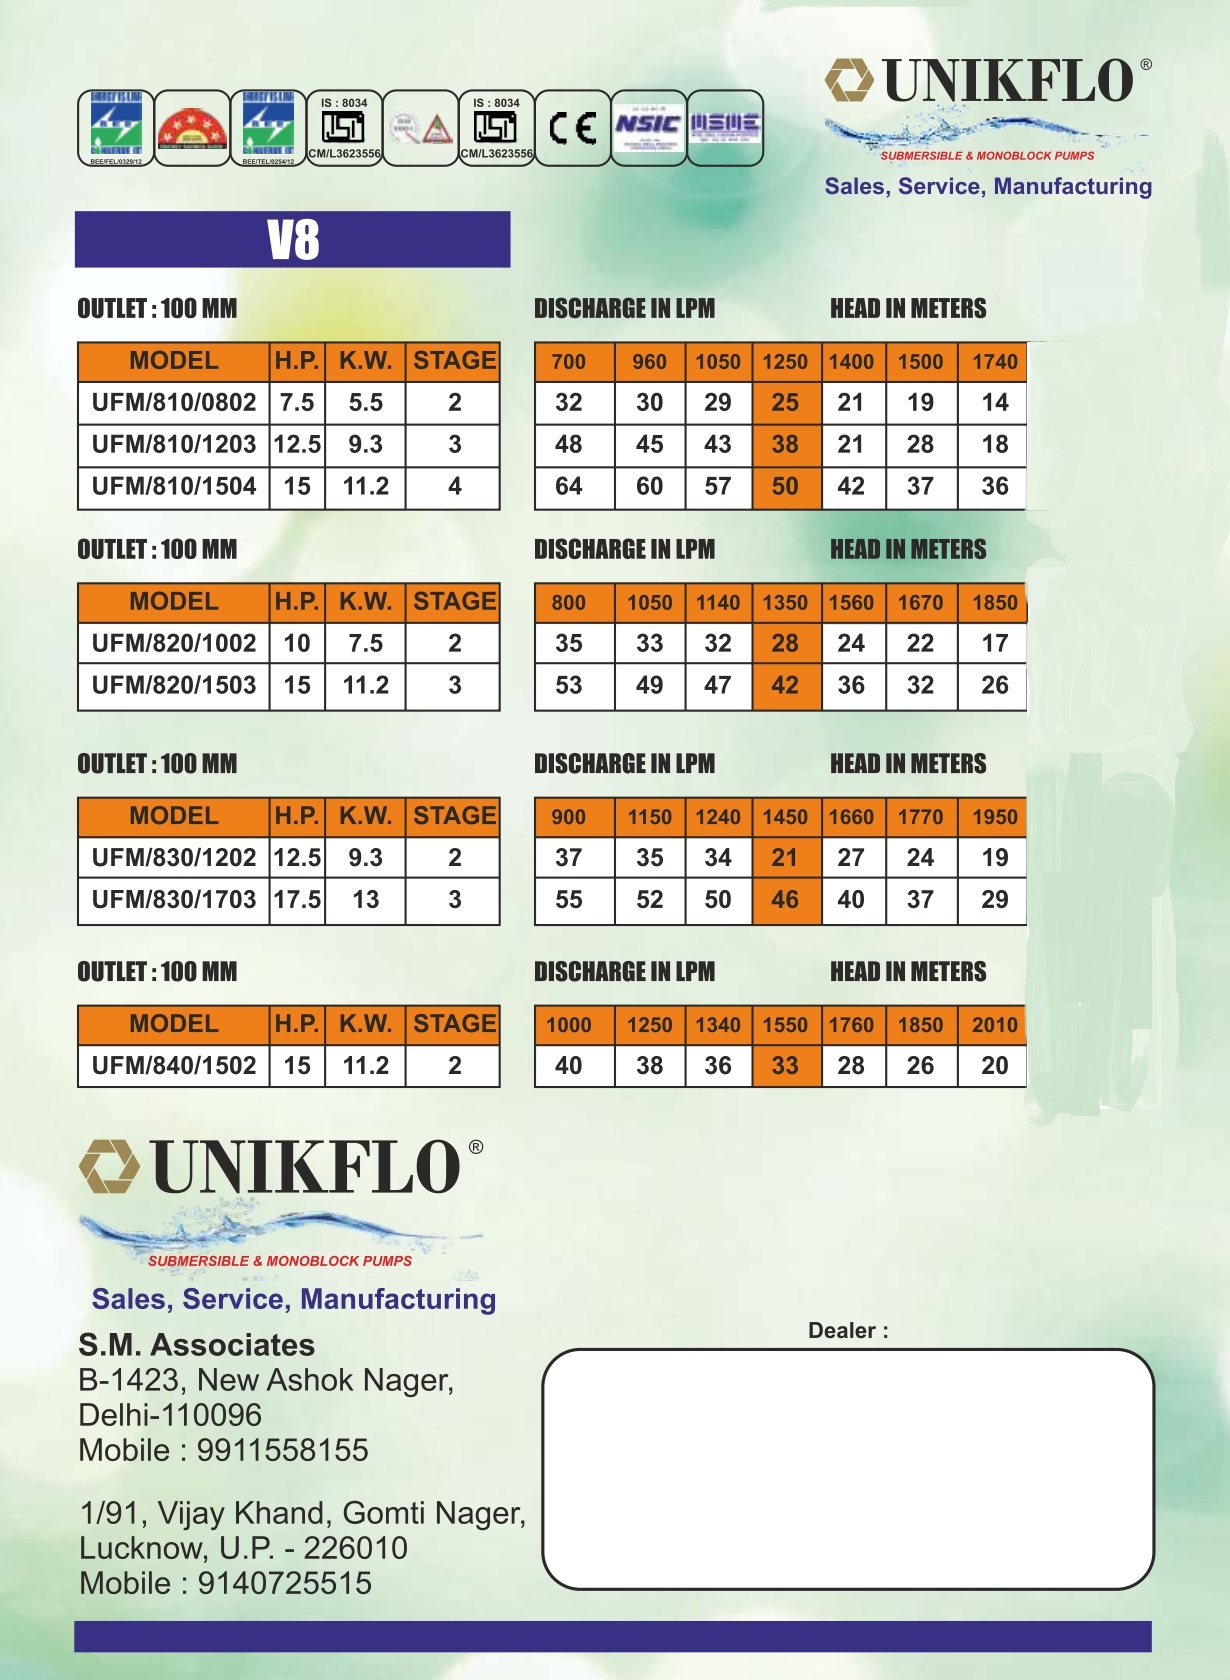 UNIKFLO ®
SUBMERSIBLE & MONOBLOCK PUMPS
Sales, Service, Manufacturing
BEE/FEL/0329/12
BEE/TEL/0254/12
IS : 8034
CM/L3623556
IS : 8034
CM/L3623556
CE
NSIC
MSME
V8
OUTLET : 100 MM DISCHARGE IN LPM HEAD IN METERS
MODEL H.P. K.W. STAGE 700 960 1050 1250 1400 1500 1740
UFM/810/0802 7.5 5.5 2 32 30 29 25 21 19 14
UFM/810/1203 12.5 9.3 3 48 45 43 38 21 28 18
UFM/810/1504 15 11.2 4 64 60 57 50 42 37 36
OUTLET : 100 MM DISCHARGE IN LPM HEAD IN METERS
MODEL H.P. K.W. STAGE 800 1050 1140 1350 1560 1670 1850
UFM/820/1002 10 7.5 2 35 33 32 28 24 22 17
UFM/820/1503 15 11.2 3 53 49 47 42 36 32 26
OUTLET : 100 MM DISCHARGE IN LPM HEAD IN METERS
MODEL H.P. K.W. STAGE 900 1150 1240 1450 1660 1770 1950
UFM/830/1202 12.5 9.3 2 37 35 34 21 27 24 19
UFM/830/1703 17.5 13 3 55 52 50 46 40 37 29
OUTLET : 100 MM DISCHARGE IN LPM HEAD IN METERS
MODEL H.P. K.W. STAGE 1000 1250 1340 1550 1760 1850 2010
UFM/840/1502 15 11.2 2 40 38 36 33 28 26 20
UNIKFLO ®
SUBMERSIBLE & MONOBLOCK PUMPS
Sales, Service, Manufacturing
S.M. Associates
B-1423, New Ashok Nager,
Delhi-110096
Mobile : 9911558155
1/91, Vijay Khand, Gomti Nager,
Lucknow, U.P. - 226010
Mobile : 9140725515
Dealer :